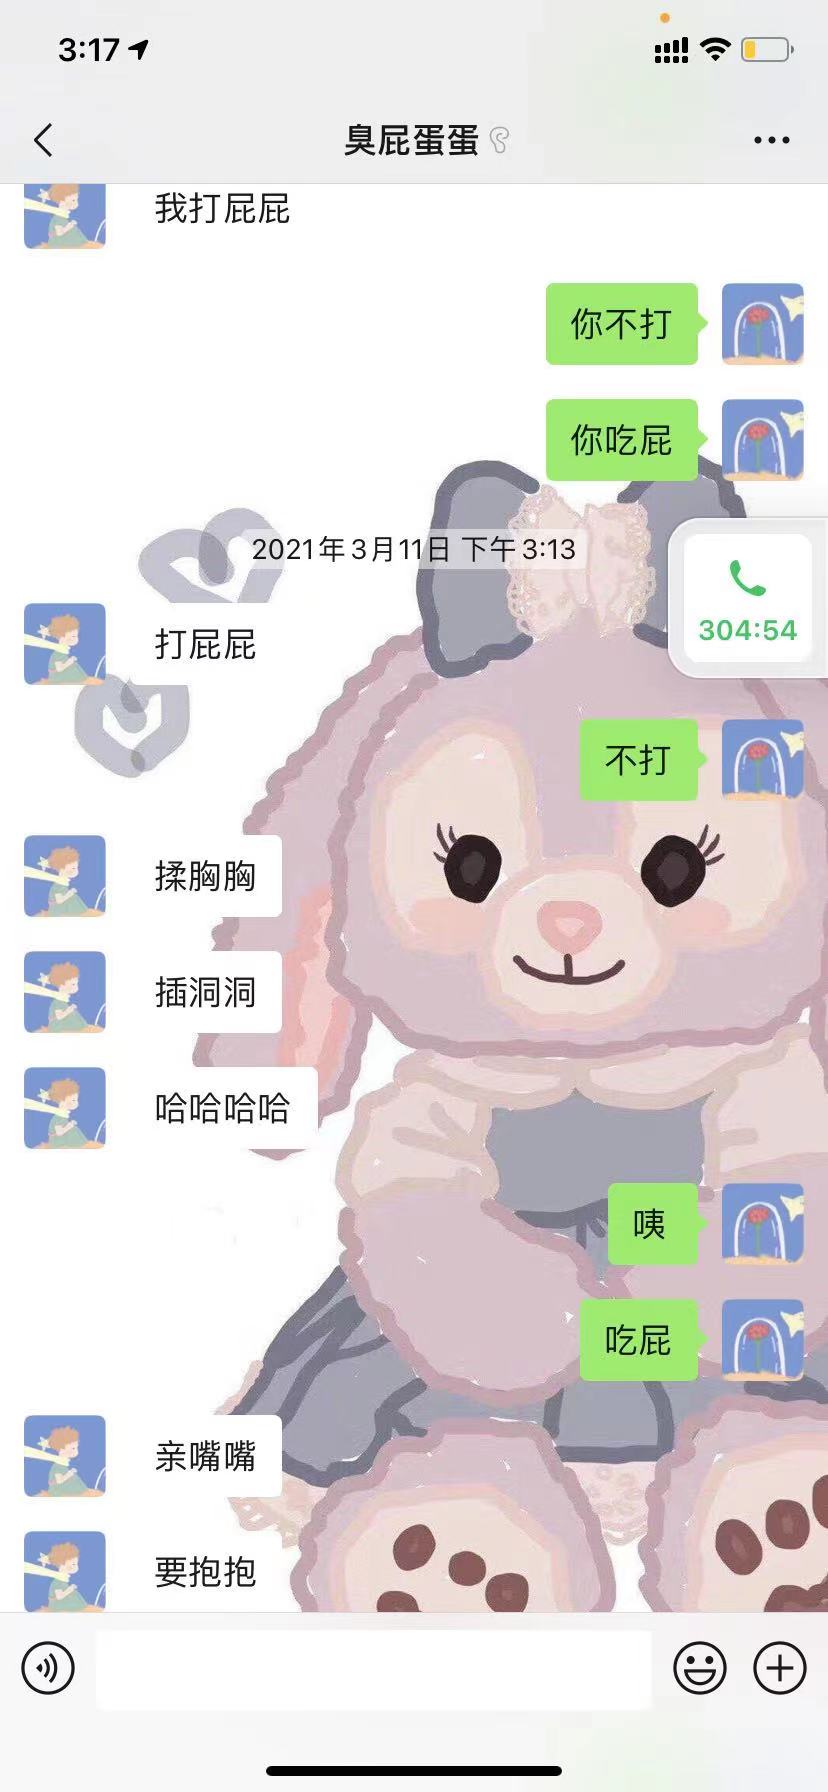 3:17
臭屁蛋蛋
我打屁屁
你不打
你吃屁
2021年3月11日 下午3:13
304:54
打屁屁
不打
揉胸胸
插洞洞
哈哈哈哈
咦
吃屁
亲嘴嘴
要抱抱